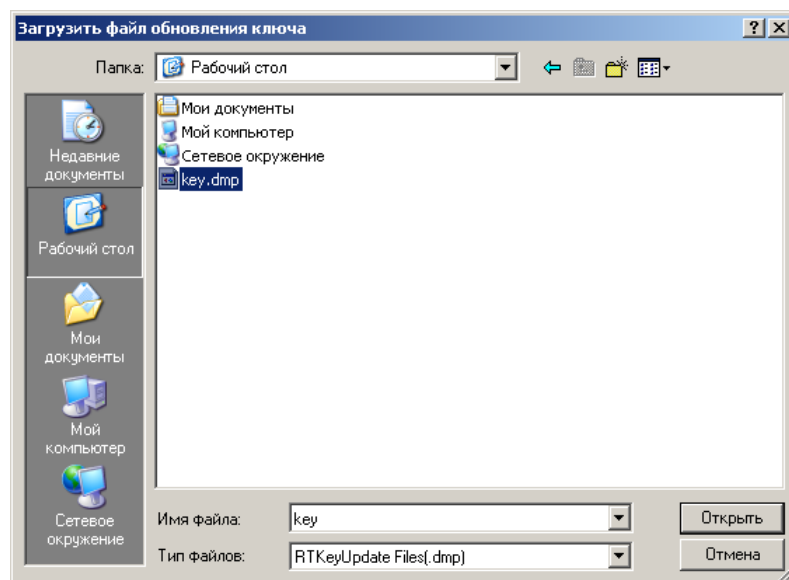 Загрузить файл обновления ключа
Папка: Рабочий стол
Недавние
документы
Рабочий стол
Мои
документы
Мой
компьютер
Сетевое
окружение
Мои документы
Мой компьютер
Сетевое окружение
key.dmp
Имя файла: key Открыть
Тип файлов: RTKeyUpdate Files(.dmp) Отмена